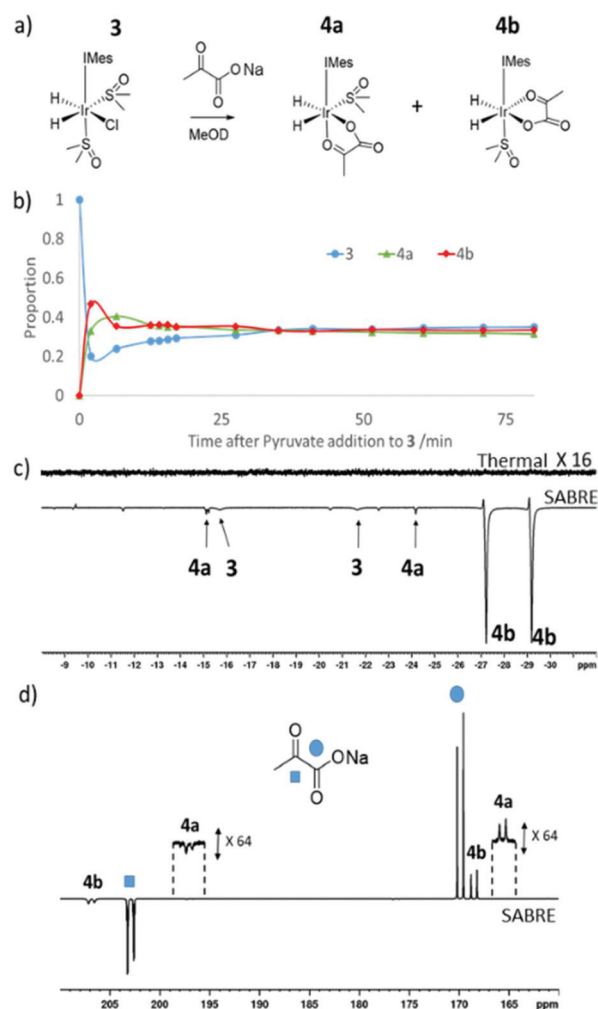 a) 3 4a 4b
IMes
H
H
Ir
S
O
Cl
S
O
O
ONa
O
MeOD
IMes
H
H
Ir
S
O
O
O
O
+
IMes
H
H
Ir
O
O
O
S
O
b)
1
0.8
0.6
0.4
0.2
0
Proportion
3 4a 4b
0 25 50 75
Time after Pyruvate addition to 3 /min
c)
Thermal X 16
SABRE
4a 3 3 4a 4b 4b
-9 -10 -11 -12 -13 -14 -15 -16 -17 -18 -19 -20 -21 -22 -23 -24 -25 -26 -27 -28 -29 -30 ppm
d)
O
ONa
O
4a
X 64
4b
4a
X 64
4b
SABRE
205 200 195 190 185 180 175 170 165 ppm